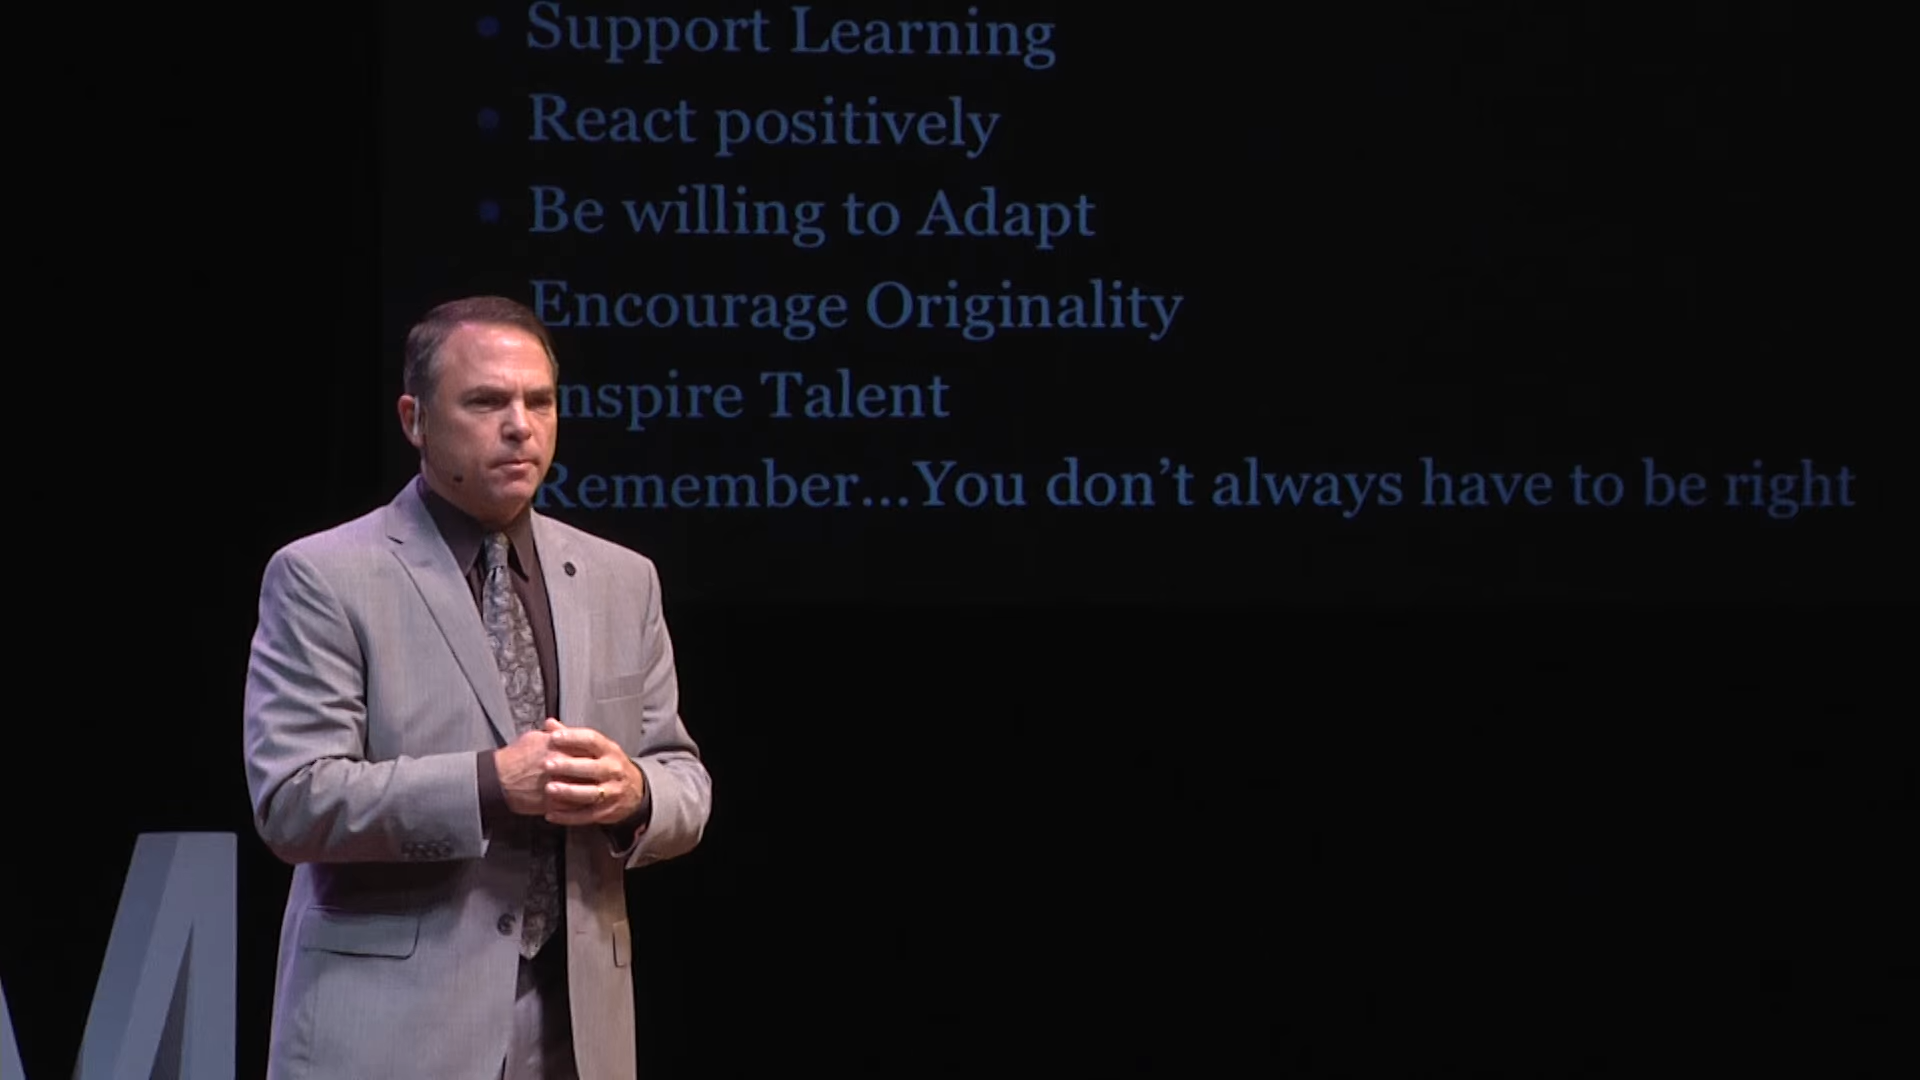 • Support Learning
• React positively
• Be willing to Adapt
Encourage Originality
Inspire Talent
Remember...You don't always have to be right
M